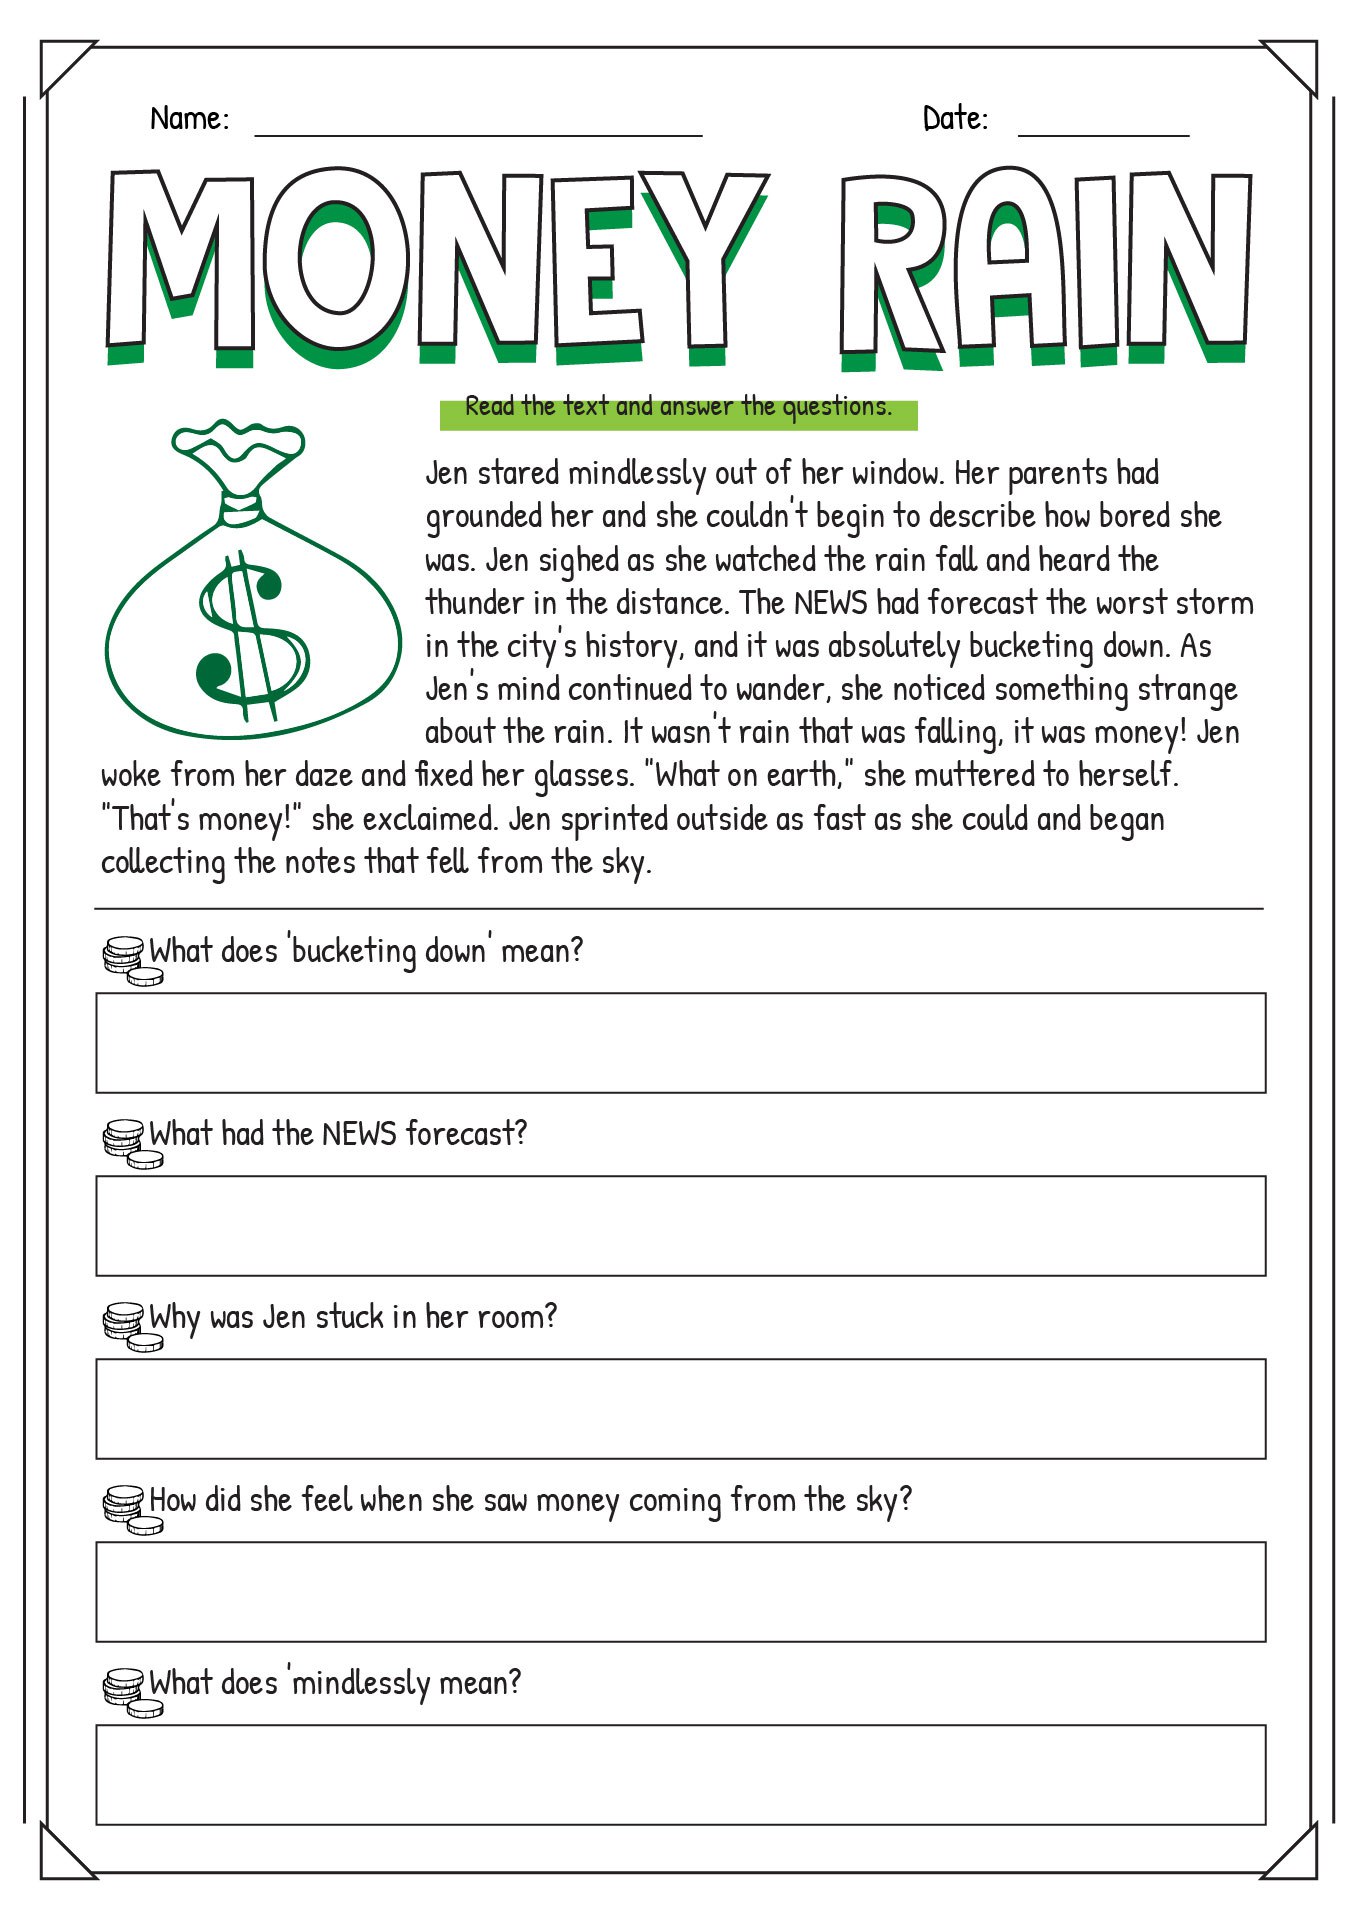 Name: Date:
MONEY RAIN
Read the text and answer the questions.
Jen stared mindlessly out of her window. Her parents had
grounded her and she couldn't begin to describe how bored she
was. Jen sighed as she watched the rain fall and heard the
thunder in the distance. The NEWS had forecast the worst storm
in the city's history, and it was absolutely bucketing down. As
Jen's mind continued to wander, she noticed something strange
about the rain. It wasn't rain that was falling, it was money! Jen
woke from her daze and fixed her glasses. "What on earth," she muttered to herself.
"That's money!" she exclaimed. Jen sprinted outside as fast as she could and began
collecting the notes that fell from the sky.
What does 'bucketing down' mean?
What had the NEWS forecast?
Why was Jen stuck in her room?
How did she feel when she saw money coming from the sky?
What does 'mindlessly mean?